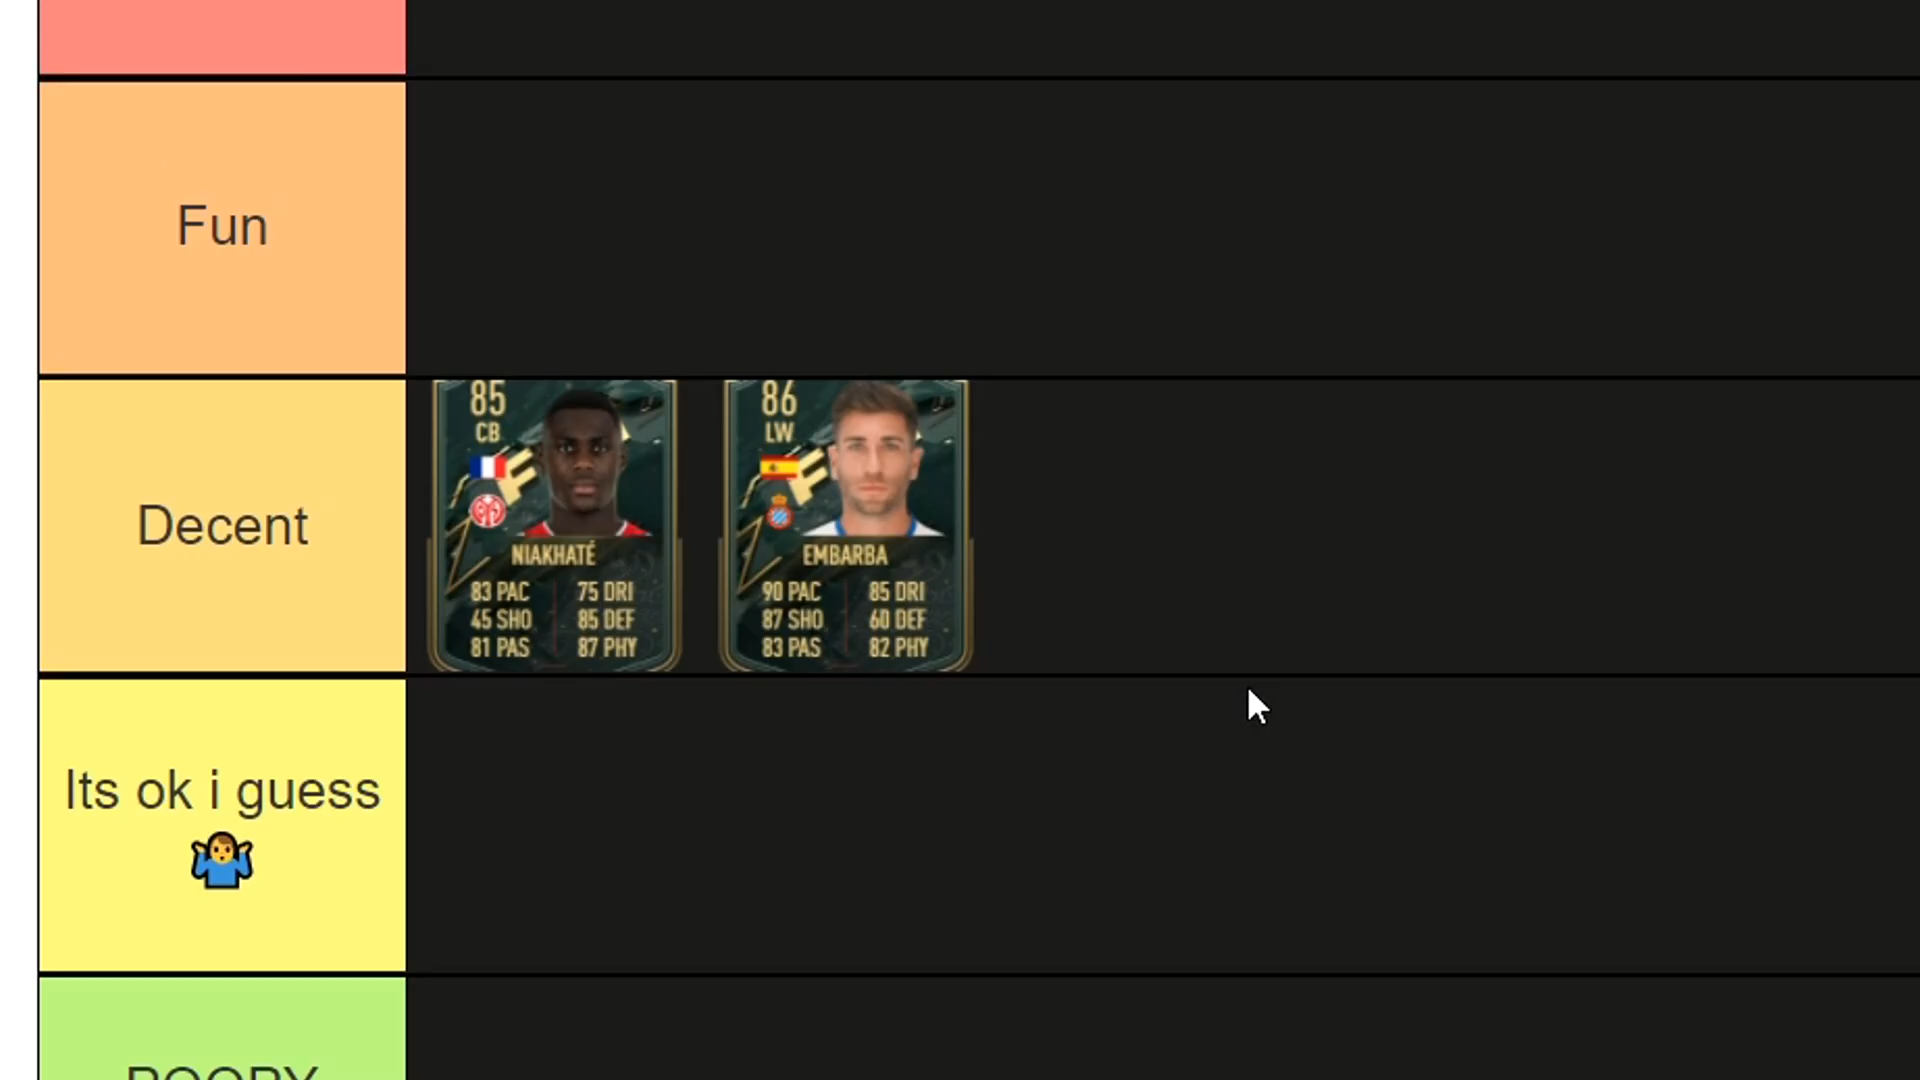 Fun
Decent
85
CB
NIAKHATÉ
83 PAC 75 DRI
45 SHO 85 DEF
81 PAS 87 PHY
86
LW
EMBARBA
90 PAC 85 DRI
87 SHO 60 DEF
83 PAS 82 PHY
Its ok i guess
🤷‍♂️
POOPY